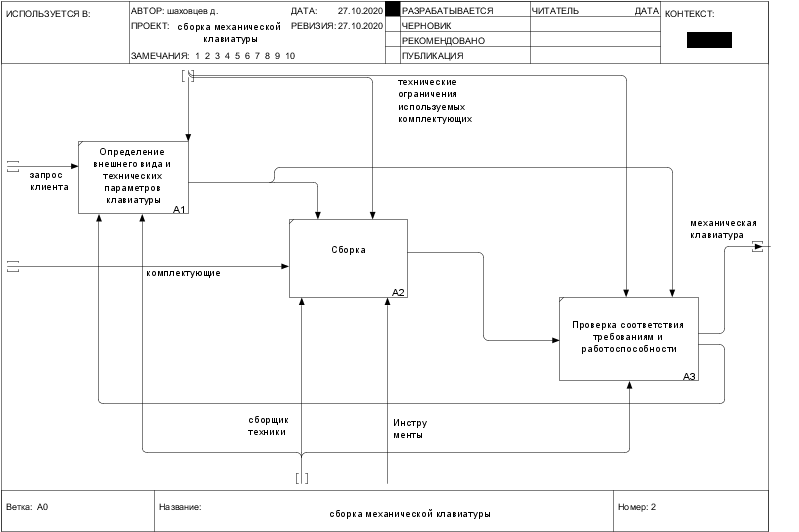 ИСПОЛЬЗУЕТСЯ В:
АВТОР: шаховцев д.
ДАТА: 27.10.2020
РАЗРАБАТЫВАЕТСЯ
ЧИТАТЕЛЬ
ДАТА
КОНТЕКСТ:
ПРОЕКТ: сборка механической
клавиатуры
РЕВИЗИЯ: 27.10.2020
ЧЕРНОВИК
РЕКОМЕНДОВАНО
ЗАМЕЧАНИЯ: 1 2 3 4 5 6 7 8 9 10
ПУБЛИКАЦИЯ
технические
ограничения
используемых
комплектующих
Определение
внешнего вида и
технических
параметров
клавиатуры
A1
запрос
клиента
механическая
клавиатура
Сборка
A2
комплектующие
Проверка соответствия
требованиям и
работоспособности
A3
сборщик
техники
Инстру
менты
Ветка: A0
Название:
сборка механической клавиатуры
Номер: 2